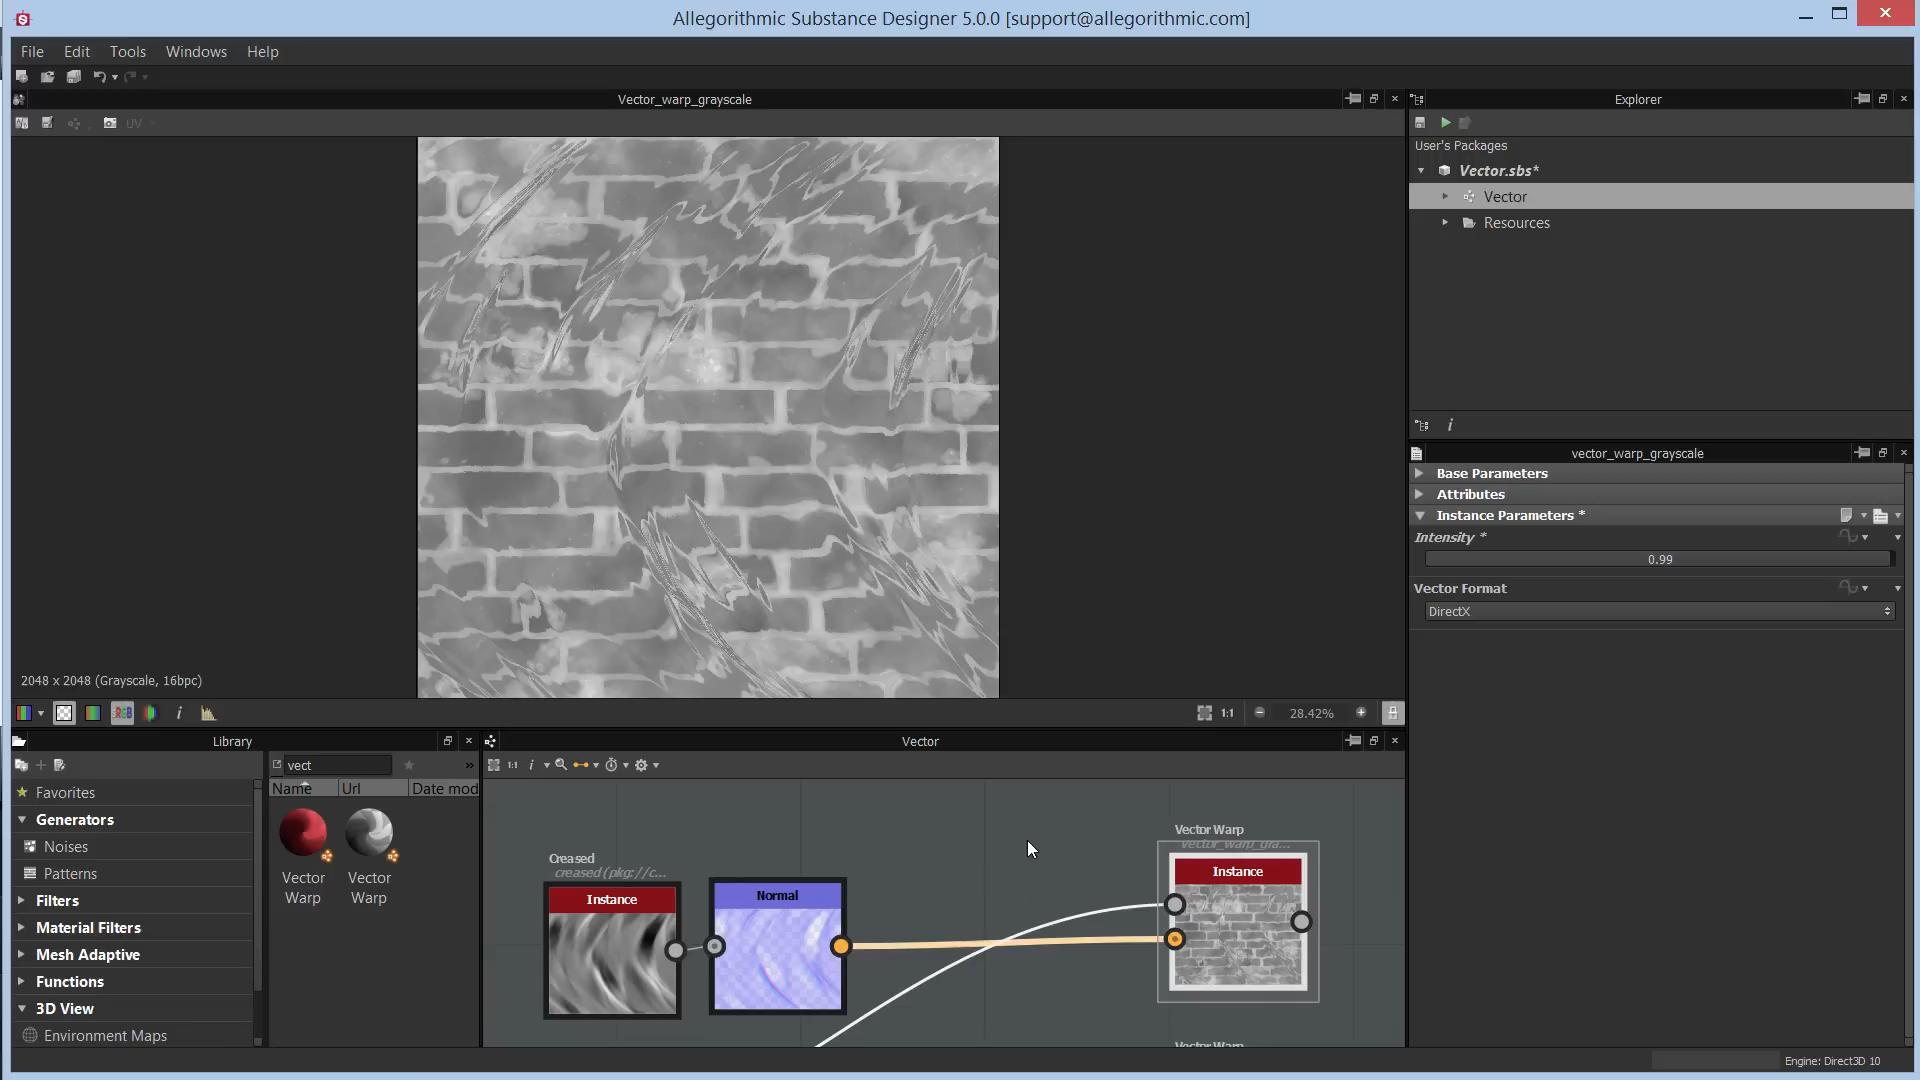 Allegorithmic Substance Designer 5.0.0 [support@allegorithmic.com]
File Edit Tools Windows Help
Vector_warp_grayscale
UV
2048 x 2048 (Grayscale, 16bpc)
1:1
28.42%
Explorer
User's Packages
Vector.sbs*
Vector
Resources
vector_warp_grayscale
Base Parameters
Attributes
Instance Parameters *
Intensity *
0.99
Vector Format
DirectX
Library
vect
Name Url Date mod
Favorites
Generators
Noises
Patterns
Filters
Material Filters
Mesh Adaptive
Functions
3D View
Environment Maps
Vector Warp
Vector Warp
Vector
1:1
Creased
creased (pkg://c...
Instance
Normal
Vector Warp
vector_warp_gra...
Instance
Vector Warp
Engine: Direct3D 10